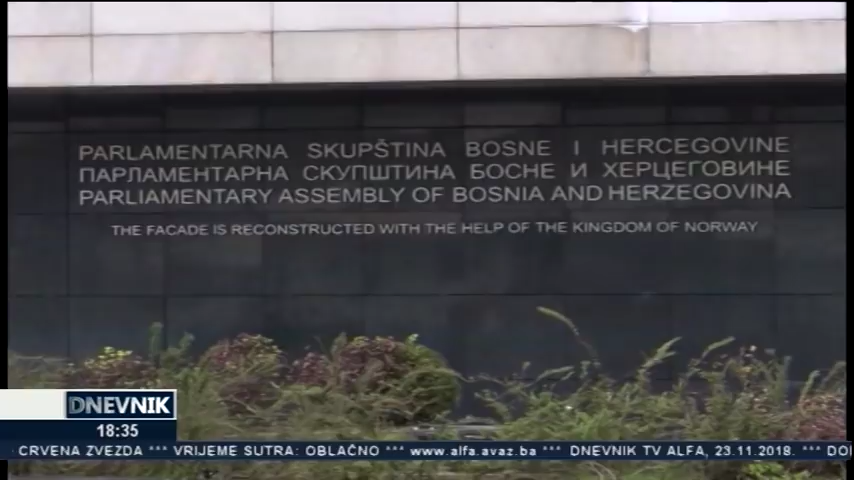 PARLAMENTARNA SKUPŠTINA BOSNE I HERCEGOVINE
ПАРЛАМЕНТАРНА СКУПШТИНА БОСНЕ И ХЕРЦЕГОВИНЕ
PARLIAMENTARY ASSEMBLY OF BOSNIA AND HERZEGOVINA
THE FACADE IS RECONSTRUCTED WITH THE HELP OF THE KINGDOM OF NORWAY
DNEVNIK
18:35
CRVENA ZVEZDA *** VRIJEME SUTRA: OBLAČNO *** www.alfa.avaz.ba *** DNEVNIK TV ALFA, 23.11.2018. ***